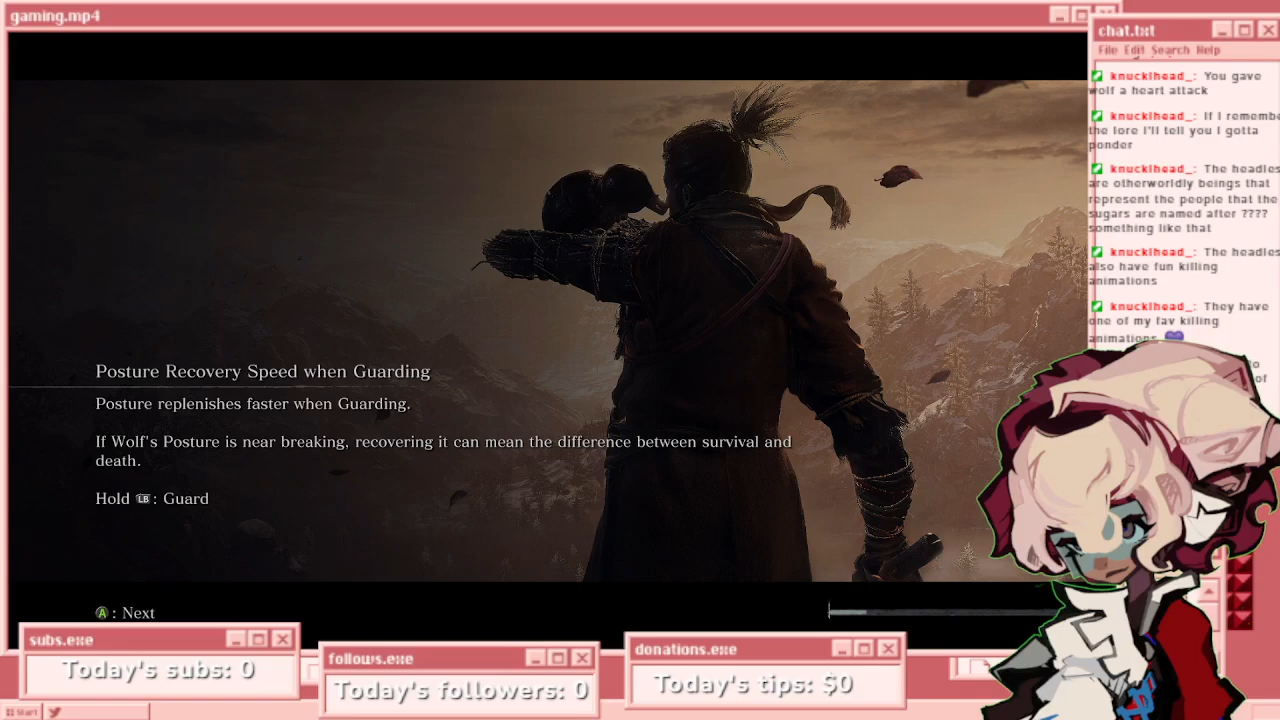 gaming.mp4
chat.txt
File Edit Search Help
knucklhead_: You gave
wolf a heart attack
knucklhead_: If I remembe
the lore I'll tell you I gotta
ponder
knucklhead_: The headles
are otherworldly beings that
represent the people that the
sugars are named after ????
something like that
knucklhead_: The headles
also have fun killing
animations
knucklhead_: They have
one of my fav killing
animations
of
Posture Recovery Speed when Guarding
Posture replenishes faster when Guarding.
If Wolf's Posture is near breaking, recovering it can mean the difference between survival and
death.
Hold LB : Guard
A : Next
subs.exe
Today's subs: 0
follows.exe
Today's followers: 0
donations.exe
Today's tips: $0
Start